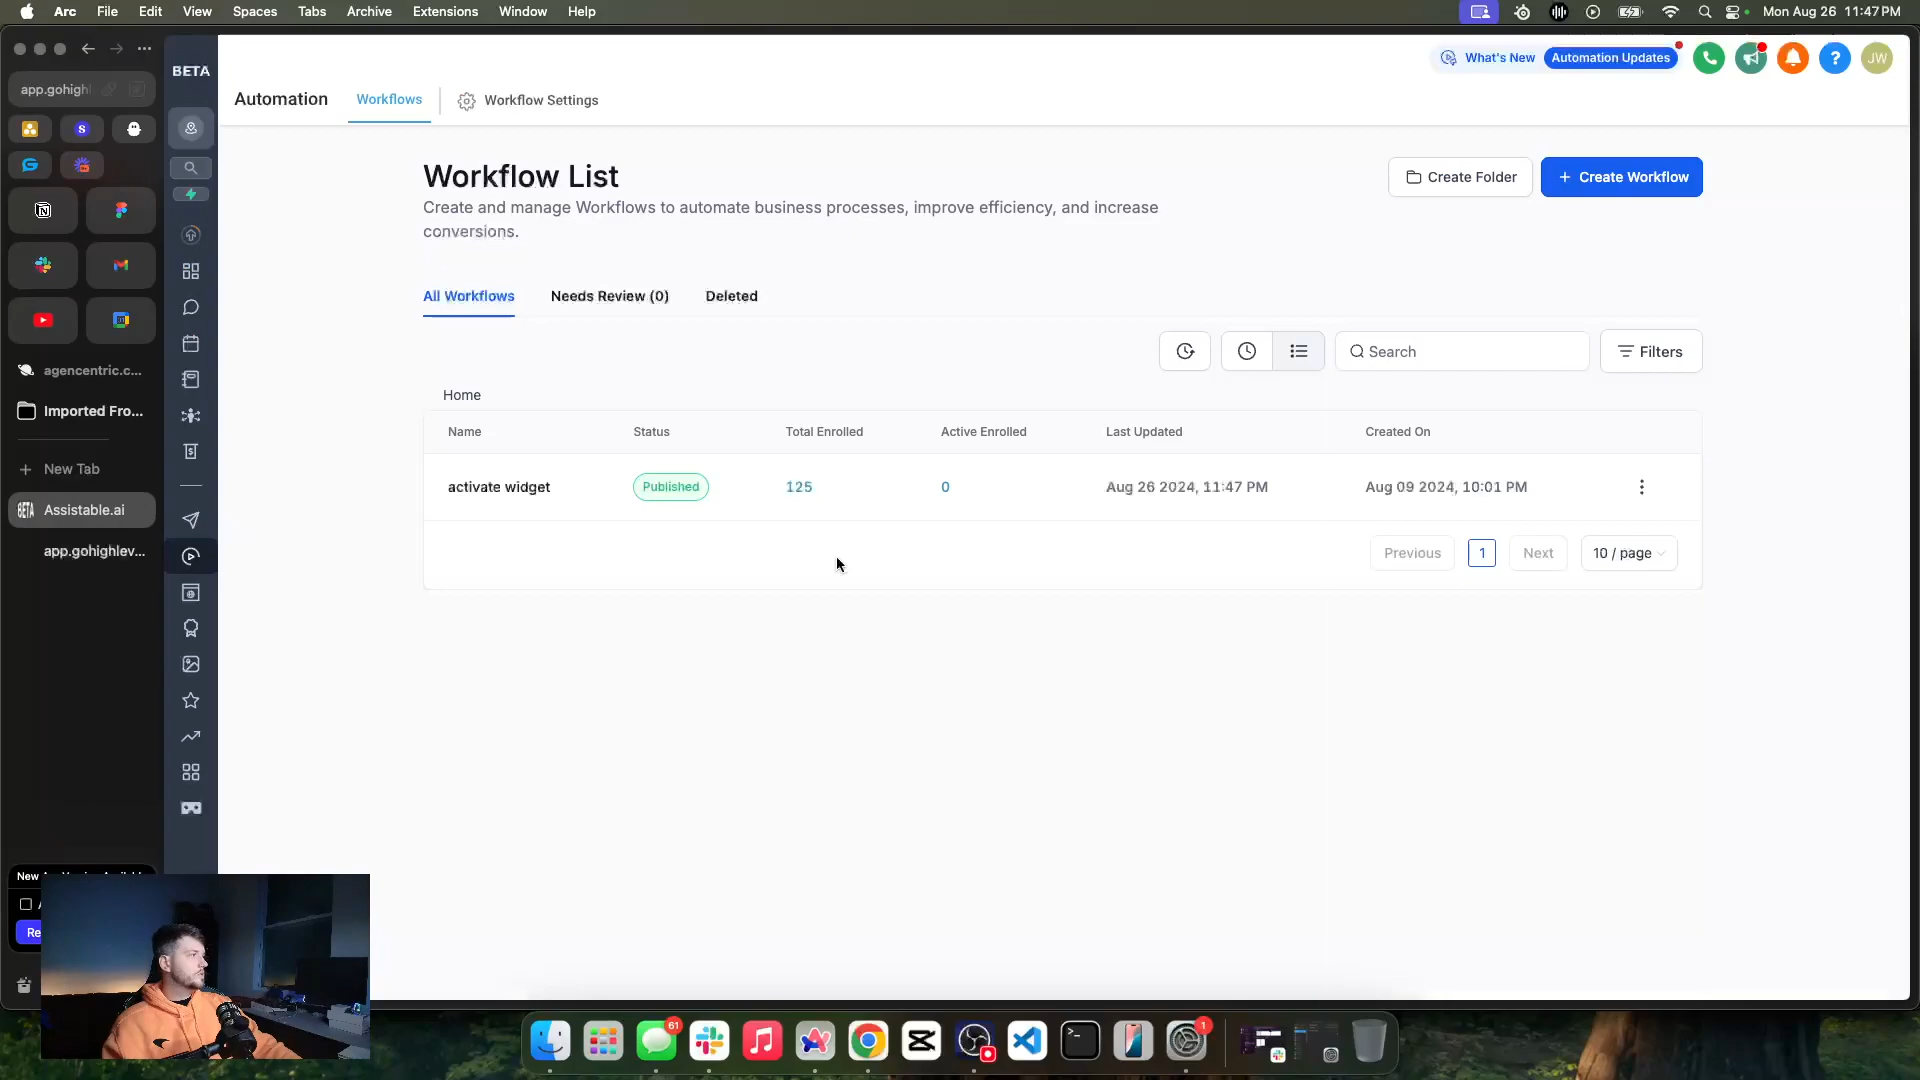 Arc File Edit View Spaces Tabs Archive Extensions Window Help
Mon Aug 26 11:47 PM
app.gohighl
BETA
What's New Automation Updates
JW
Automation Workflows Workflow Settings
Workflow List
Create Folder
+ Create Workflow
Create and manage Workflows to automate business processes, improve efficiency, and increase
conversions.
All Workflows Needs Review (0) Deleted
Search
Filters
Home
Name Status Total Enrolled Active Enrolled Last Updated Created On
activate widget Published 125 0 Aug 26 2024, 11:47 PM Aug 09 2024, 10:01 PM
Previous 1 Next 10 / page
agencentric.c...
Imported Fro...
+ New Tab
BETA Assistable.ai
app.gohighlev...
New
Re
61
1